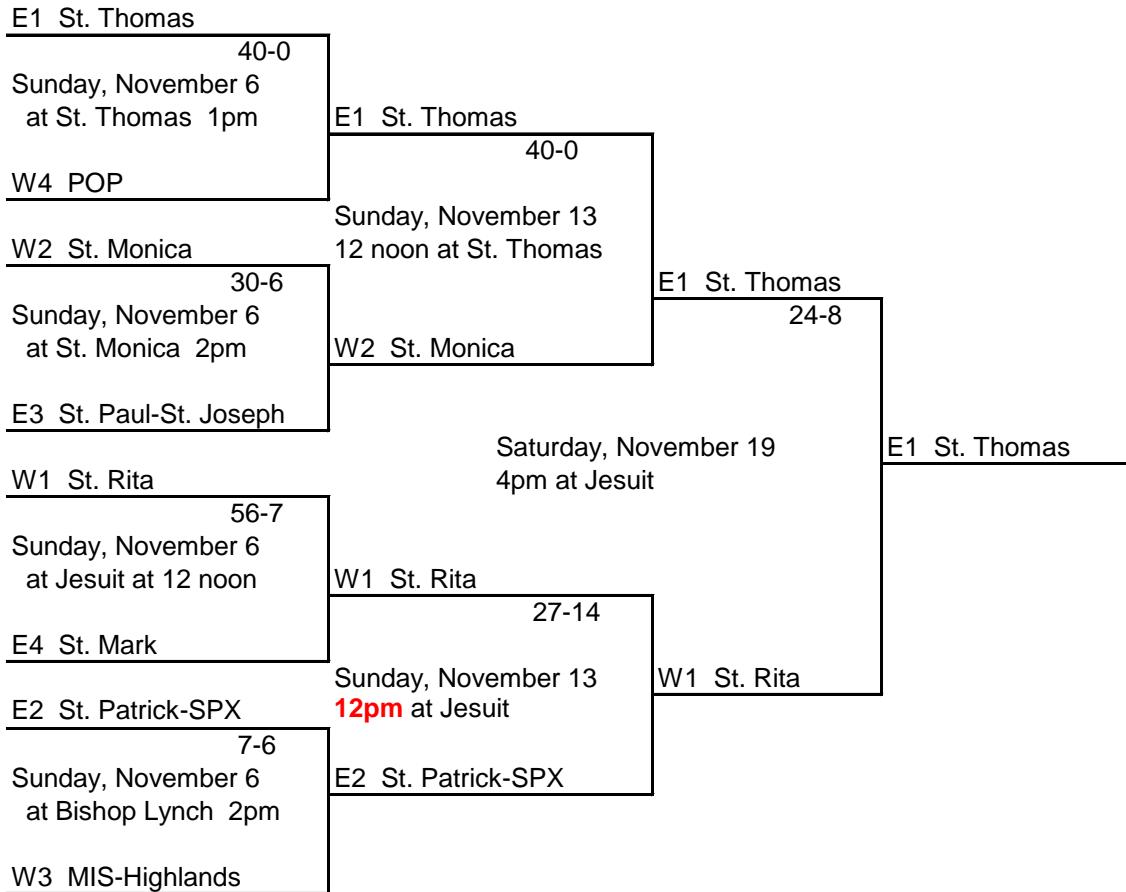 E1 St. Thomas
40-0
Sunday, November 6
at St. Thomas 1pm
W4 POP
W2 St. Monica
30-6
Sunday, November 6
at St. Monica 2pm
E3 St. Paul-St. Joseph
W1 St. Rita
56-7
Sunday, November 6
at Jesuit at 12 noon
E4 St. Mark
E2 St. Patrick-SPX
7-6
Sunday, November 6
at Bishop Lynch 2pm
W3 MIS-Highlands
E1 St. Thomas
40-0
Sunday, November 13
12 noon at St. Thomas
W2 St. Monica
W1 St. Rita
27-14
Sunday, November 13
12pm at Jesuit
E2 St. Patrick-SPX
E1 St. Thomas
24-8
Saturday, November 19
4pm at Jesuit
W1 St. Rita
E1 St. Thomas